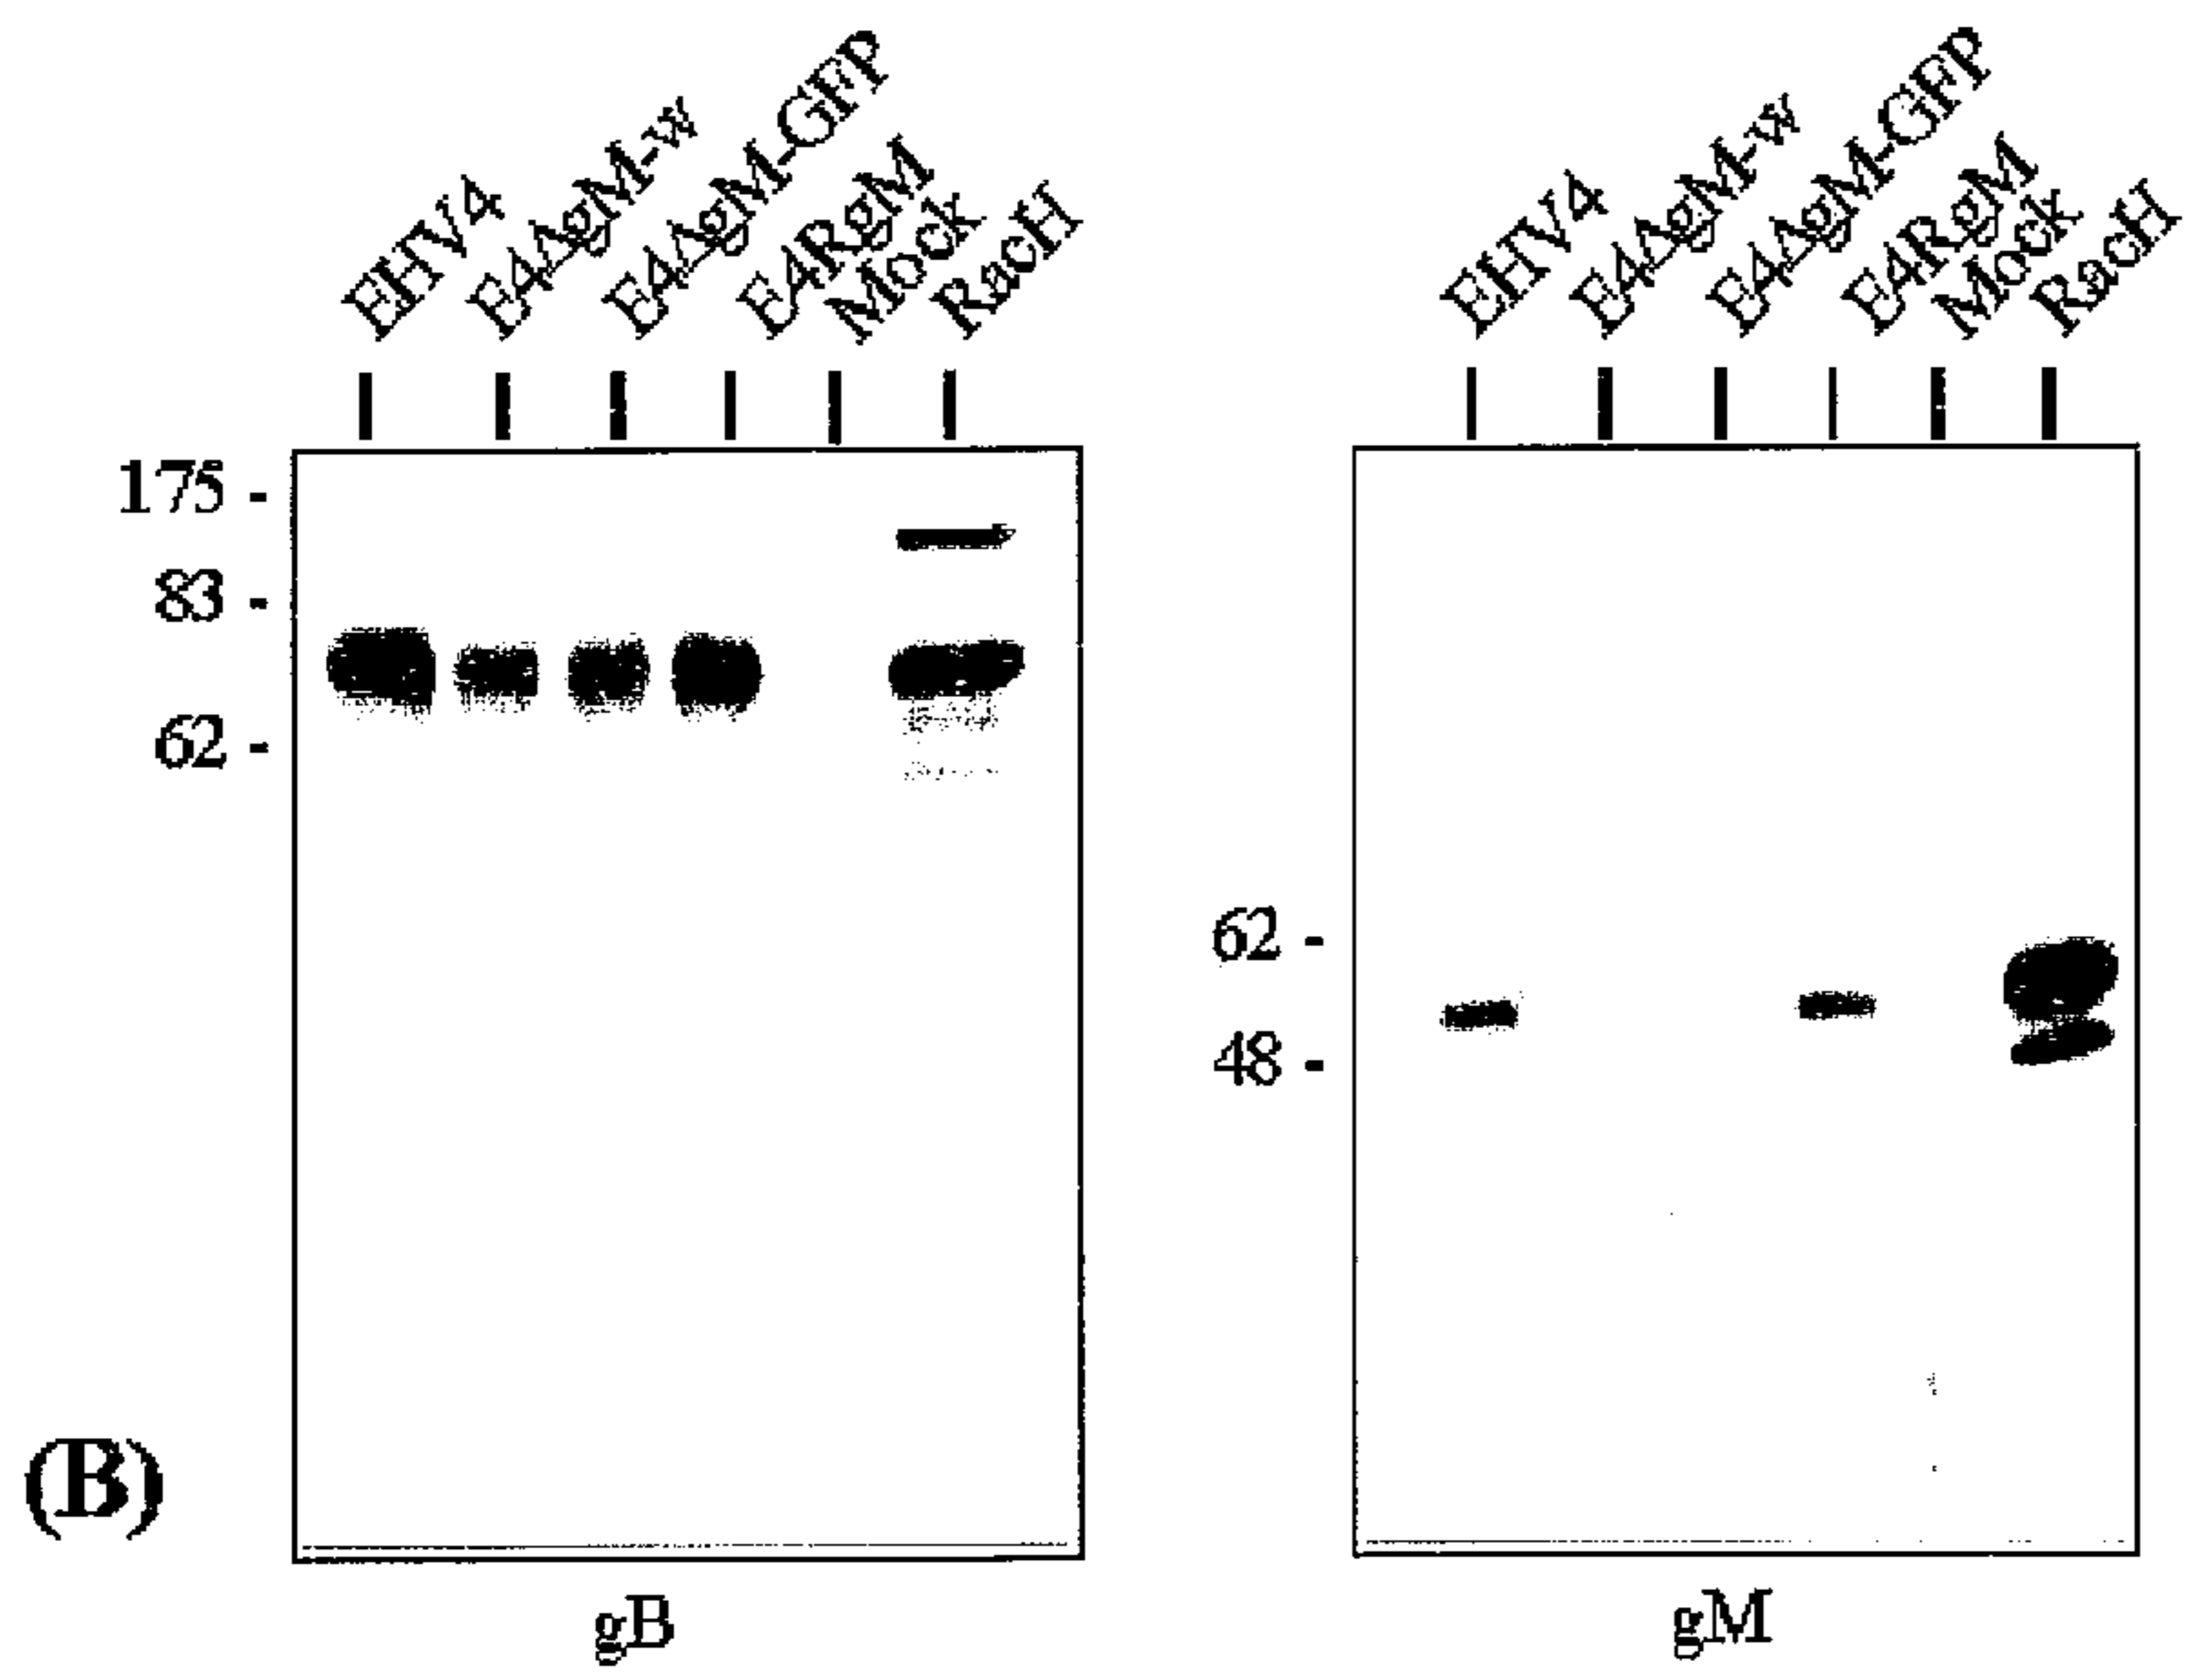 EHV4 E4ΔgM-w E4ΔgM-GFP E4RgM Mock RacH
175 -
83 -
62 -
gB
EHV4 E4ΔgM-w E4ΔgM-GFP E4RgM Mock RacH
62 -
48 -
gM
(B)